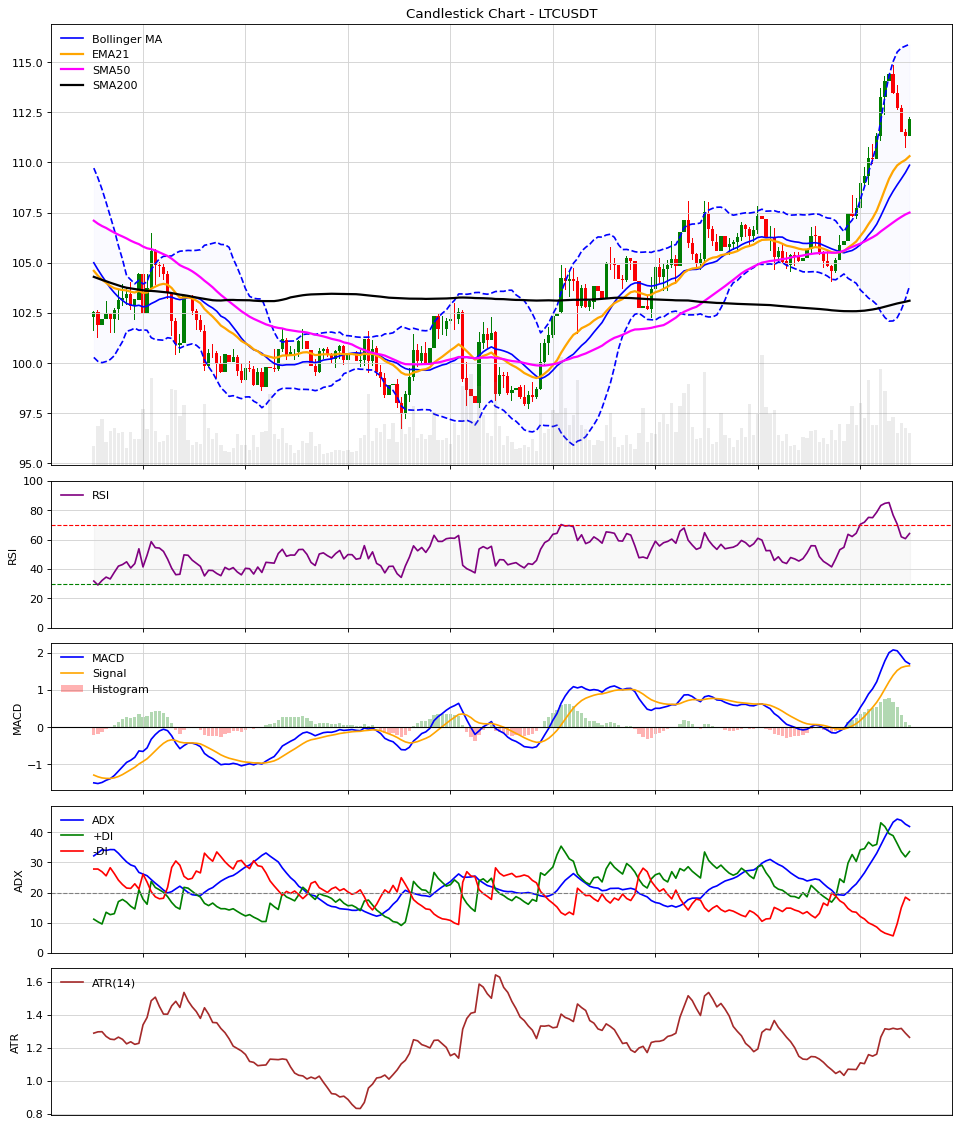 Candlestick Chart - LTCUSDT
Bollinger MA
EMA21
SMA50
SMA200
115.0
112.5
110.0
107.5
105.0
102.5
100.0
97.5
95.0
RSI
RSI
100
80
60
40
20
0
MACD
Signal
Histogram
MACD
2
1
0
−1
ADX
+DI
-DI
ADX
40
30
20
10
0
ATR(14)
ATR
1.6
1.4
1.2
1.0
0.8